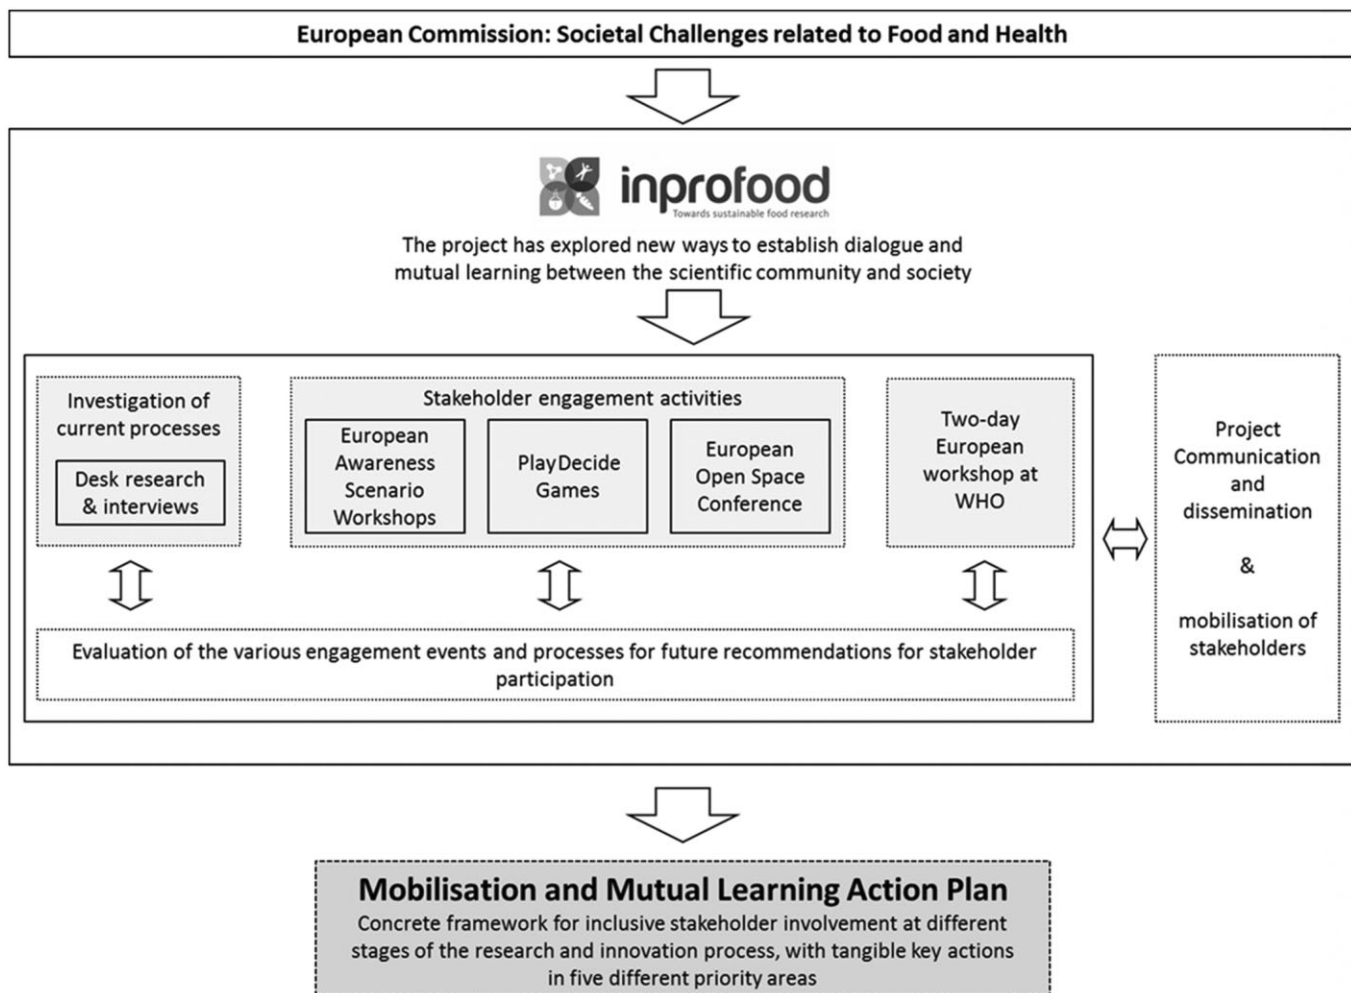 European Commission: Societal Challenges related to Food and Health
inprofood
Towards sustainable food research
The project has explored new ways to establish dialogue and
mutual learning between the scientific community and society
Investigation of
current processes
Desk research
& interviews
Stakeholder engagement activities
European
Awareness
Scenario
Workshops
PlayDecide
Games
European
Open Space
Conference
Two-day
European
workshop at
WHO
Project
Communication
and
dissemination
&
mobilisation of
stakeholders
Evaluation of the various engagement events and processes for future recommendations for stakeholder
participation
Mobilisation and Mutual Learning Action Plan
Concrete framework for inclusive stakeholder involvement at different
stages of the research and innovation process, with tangible key actions
in five different priority areas